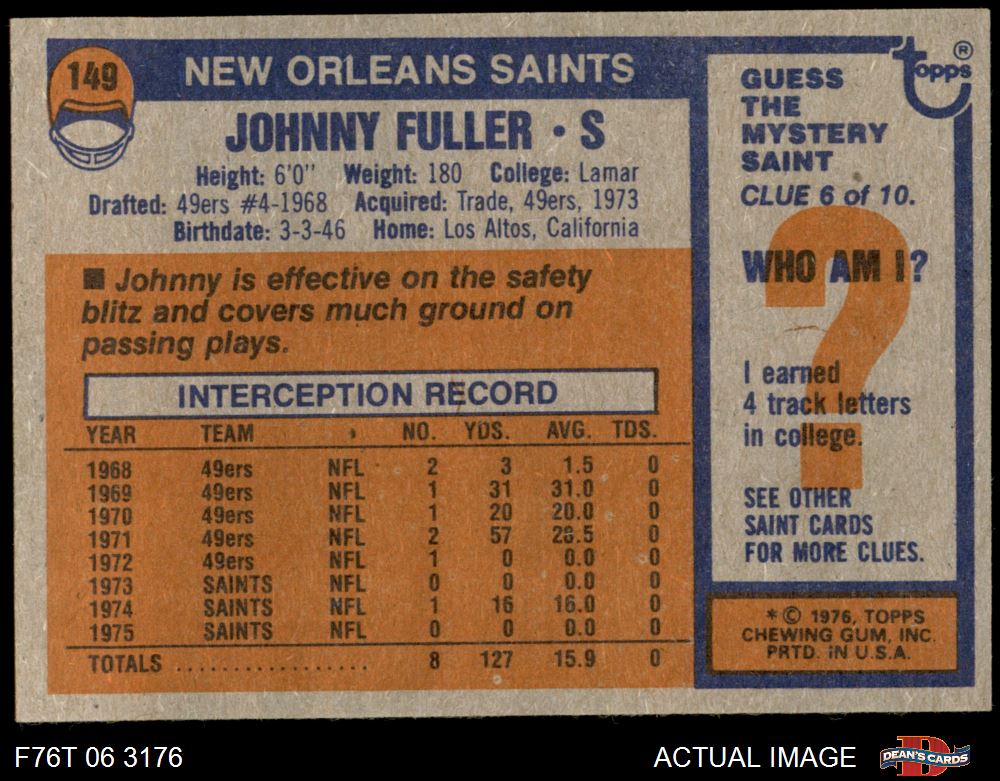 149
NEW ORLEANS SAINTS
JOHNNY FULLER • S
Height: 6'0" Weight: 180 College: Lamar
Drafted: 49ers #4-1968 Acquired: Trade, 49ers, 1973
Birthdate: 3-3-46 Home: Los Altos, California
■ Johnny is effective on the safety
blitz and covers much ground on
passing plays.
INTERCEPTION RECORD
YEAR TEAM NO. YDS. AVG. TDS.
1968 49ers NFL 2 3 1.5 0
1969 49ers NFL 1 31 31.0 0
1970 49ers NFL 1 20 20.0 0
1971 49ers NFL 2 57 28.5 0
1972 49ers NFL 1 0 0.0 0
1973 SAINTS NFL 0 0 0.0 0
1974 SAINTS NFL 1 16 16.0 0
1975 SAINTS NFL 0 0 0.0 0
TOTALS .................. 8 127 15.9 0
Topps ®
GUESS
THE
MYSTERY
SAINT
CLUE 6 of 10.
?
WHO AM I?
I earned
4 track letters
in college.
SEE OTHER
SAINT CARDS
FOR MORE CLUES.
* © 1976, TOPPS
CHEWING GUM, INC.
PRTD. IN U.S.A.
F76T 06 3176
ACTUAL IMAGE
D
DEAN'S CARDS